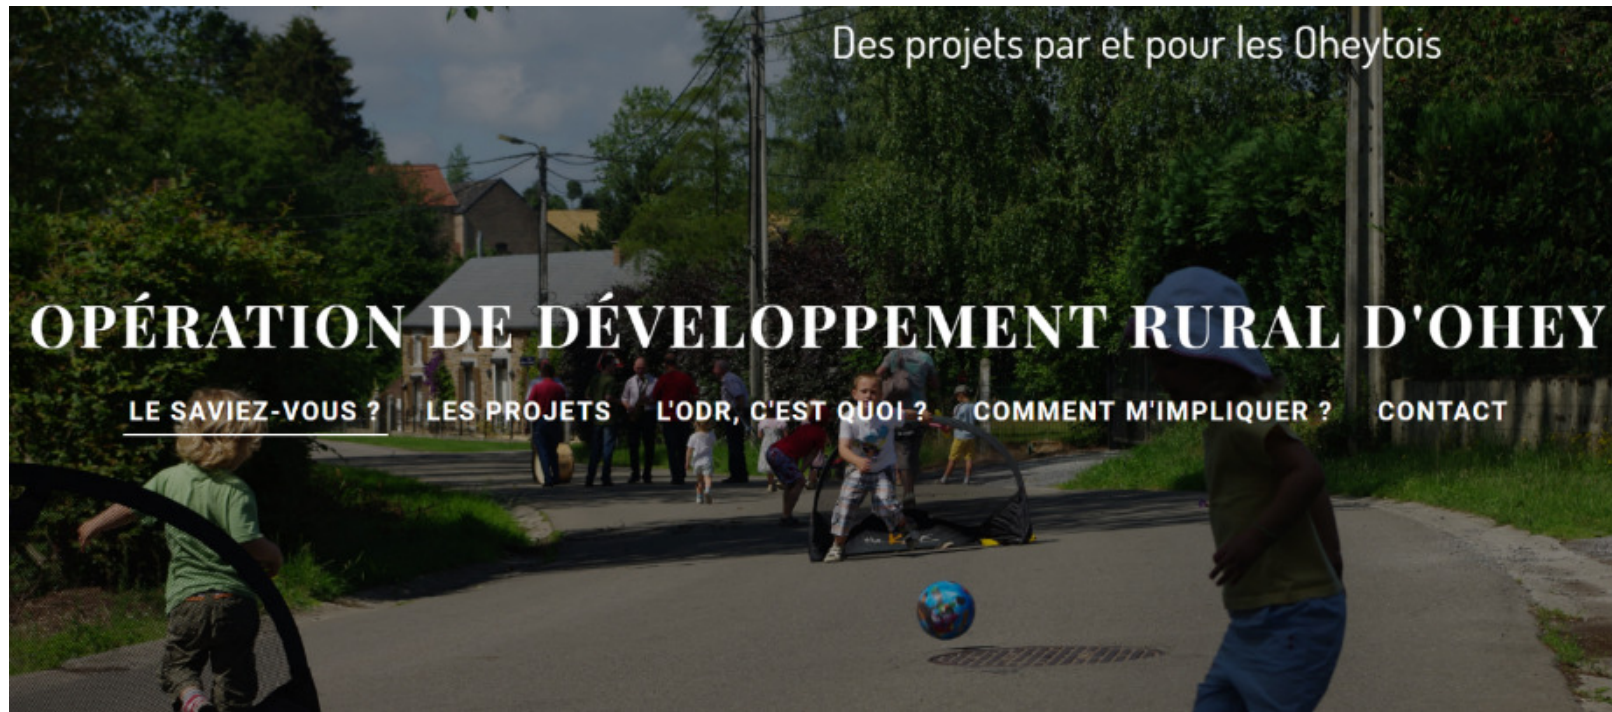 Des projets par et pour les Oheytois
OPÉRATION DE DÉVELOPPEMENT RURAL D'OHEY
LE SAVIEZ-VOUS ? LES PROJETS L'ODR, C'EST QUOI ? COMMENT M'IMPLIQUER ? CONTACT